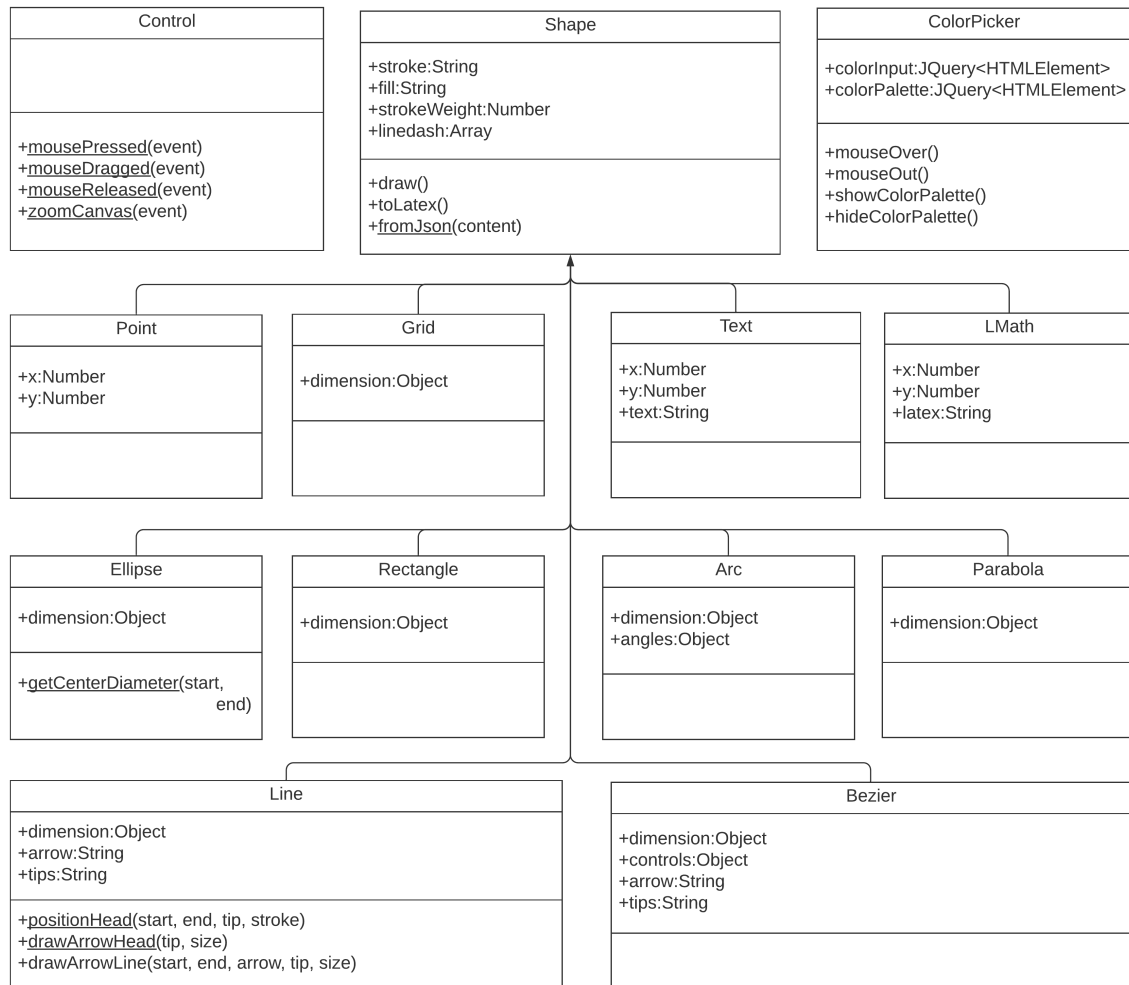 Control
+mousePressed(event)
+mouseDragged(event)
+mouseReleased(event)
+zoomCanvas(event)
Shape
+stroke:String
+fill:String
+strokeWeight:Number
+linedash:Array
+draw()
+toLatex()
+fromJson(content)
ColorPicker
+colorInput:JQuery<HTMLElement>
+colorPalette:JQuery<HTMLElement>
+mouseOver()
+mouseOut()
+showColorPalette()
+hideColorPalette()
Point
+x:Number
+y:Number
Grid
+dimension:Object
Text
+x:Number
+y:Number
+text:String
LMath
+x:Number
+y:Number
+latex:String
Ellipse
+dimension:Object
+getCenterDiameter(start,
end)
Rectangle
+dimension:Object
Arc
+dimension:Object
+angles:Object
Parabola
+dimension:Object
Line
+dimension:Object
+arrow:String
+tips:String
+positionHead(start, end, tip, stroke)
+drawArrowHead(tip, size)
+drawArrowLine(start, end, arrow, tip, size)
Bezier
+dimension:Object
+controls:Object
+arrow:String
+tips:String